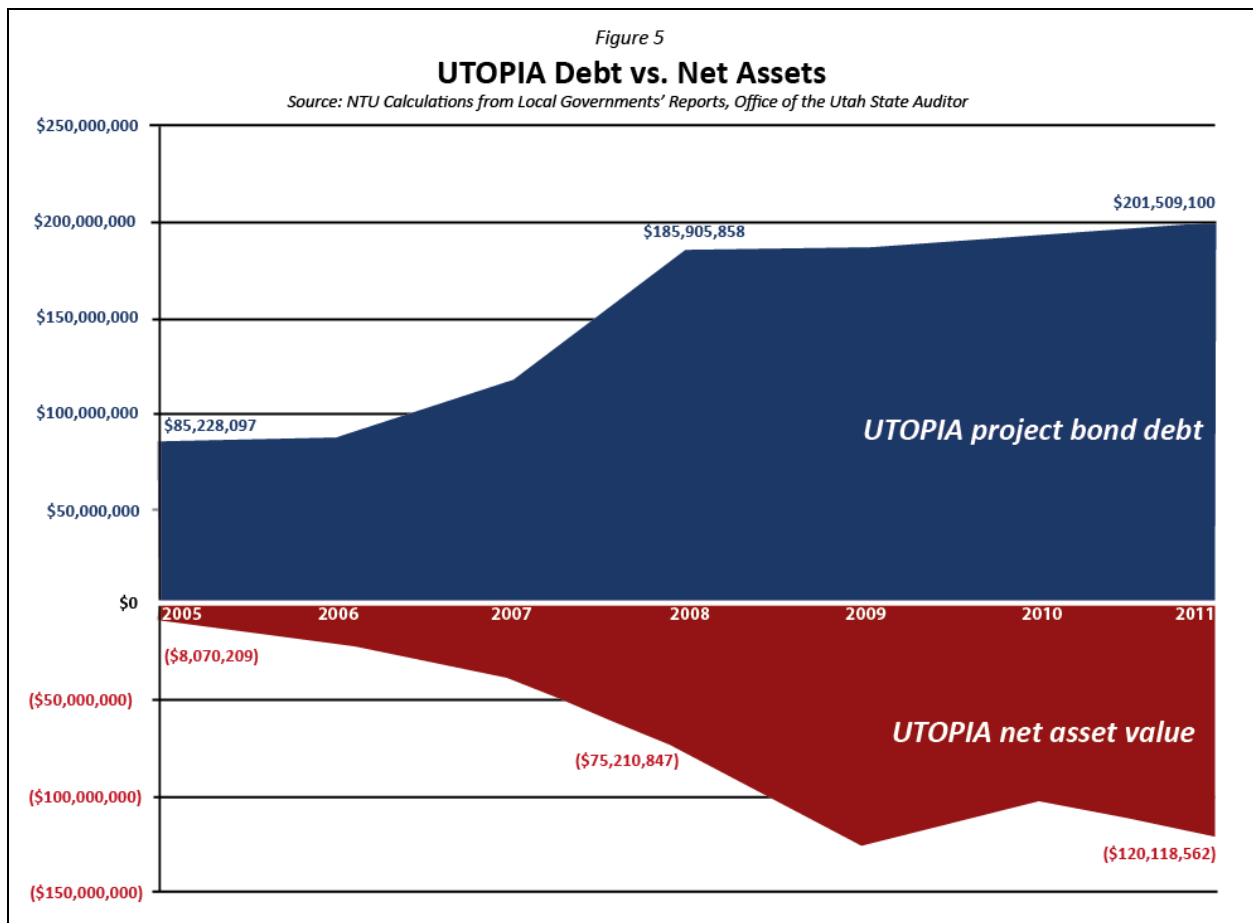 Figure 5
UTOPIA Debt vs. Net Assets
Source: NTU Calculations from Local Governments' Reports, Office of the Utah State Auditor
$250,000,000
$201,509,100
$200,000,000
$185,905,858
$150,000,000
$100,000,000
$85,228,097
UTOPIA project bond debt
$50,000,000
$0
2005 2006 2007 2008 2009 2010 2011
($8,070,209)
($50,000,000)
UTOPIA net asset value
($75,210,847)
($100,000,000)
($120,118,562)
($150,000,000)